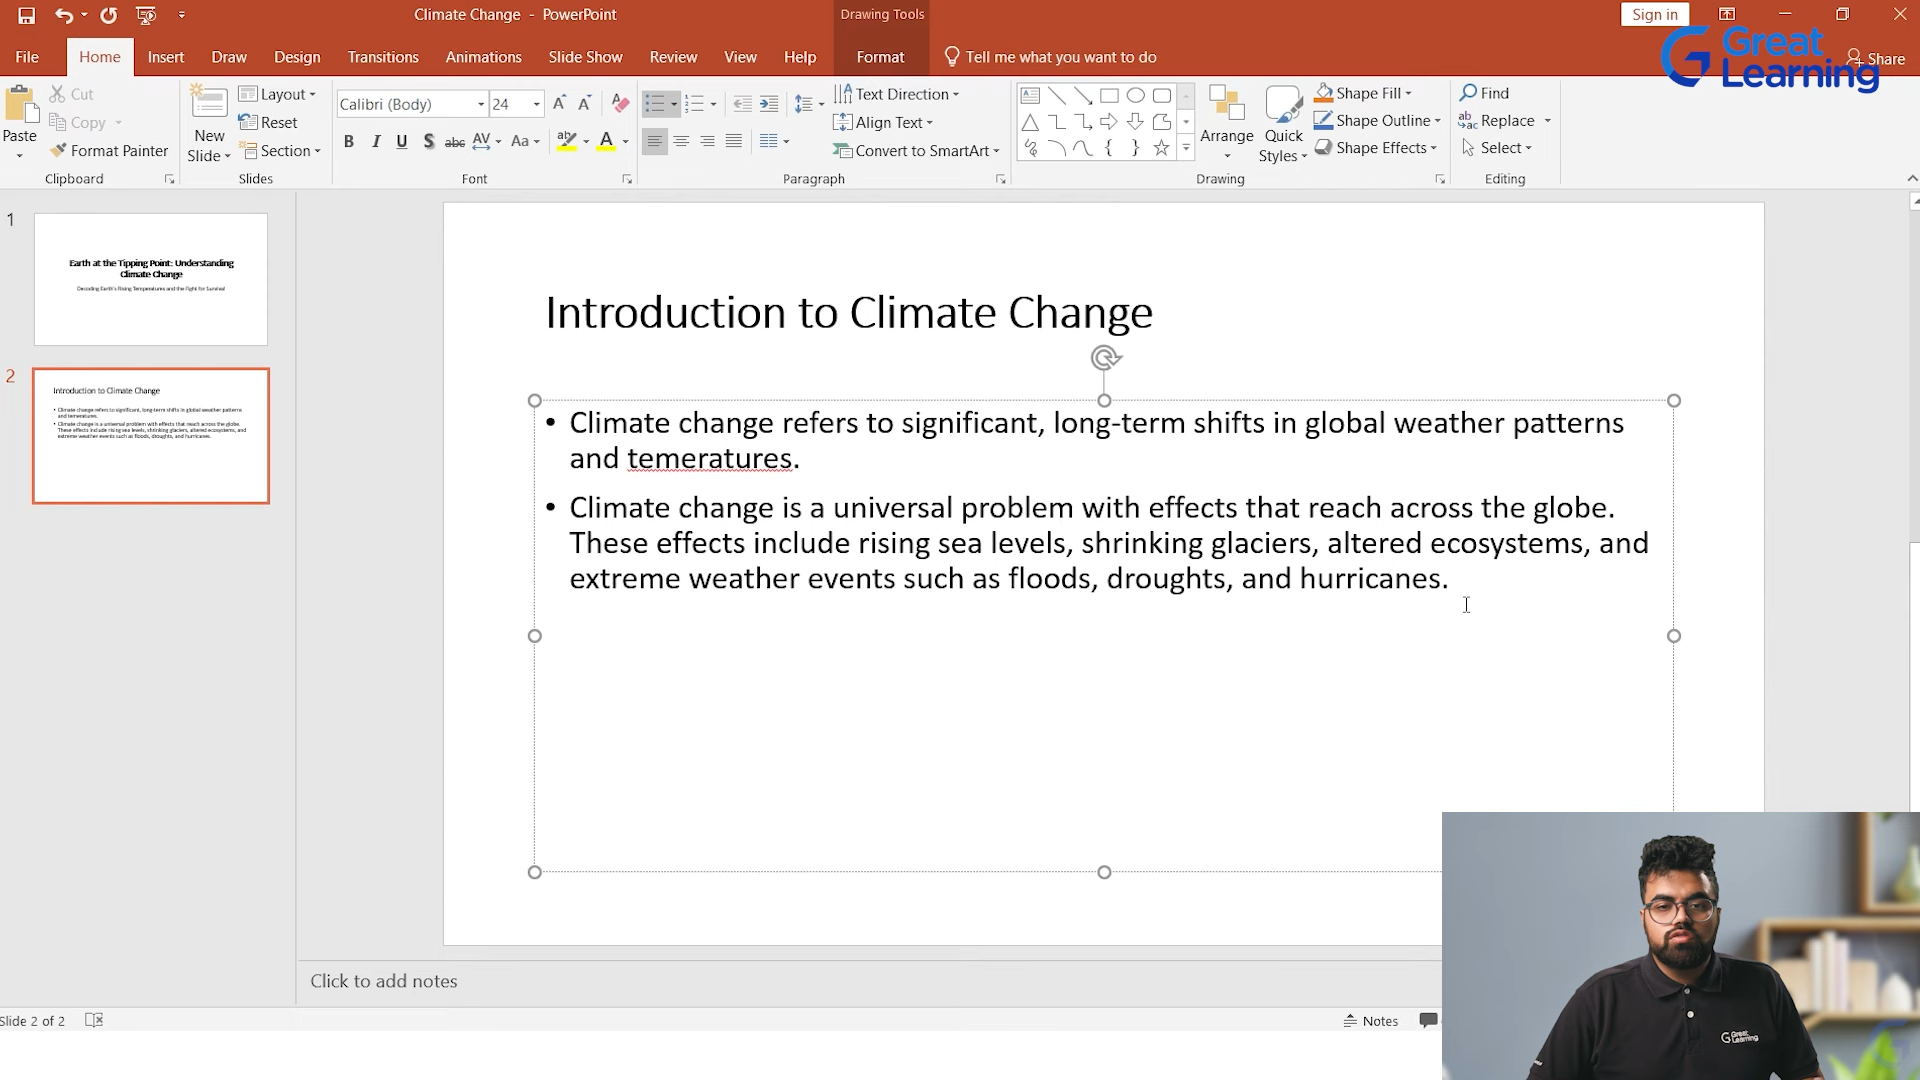 Climate Change - PowerPoint
Drawing Tools
Sign in
Great Learning
File Home Insert Draw Design Transitions Animations Slide Show Review View Help Format Tell me what you want to do Share
Paste
Cut
Copy
Format Painter
Clipboard
New Slide
Layout
Reset
Section
Slides
Calibri (Body) 24
B I U S abc AV Aa A
Font
Text Direction
Align Text
Convert to SmartArt
Paragraph
Arrange
Quick Styles
Shape Fill
Shape Outline
Shape Effects
Drawing
Find
Replace
Select
Editing
1
Earth at the Tipping Point: Understanding
Climate Change
Decoding Earth's Rising Temperatures and the Fight for Survival
2
Introduction to Climate Change
• Climate change refers to significant, long-term shifts in global weather patterns
and temeratures.
• Climate change is a universal problem with effects that reach across the globe.
These effects include rising sea levels, shrinking glaciers, altered ecosystems, and
extreme weather events such as floods, droughts, and hurricanes.
Introduction to Climate Change
• Climate change refers to significant, long-term shifts in global weather patterns
and temeratures.
• Climate change is a universal problem with effects that reach across the globe.
These effects include rising sea levels, shrinking glaciers, altered ecosystems, and
extreme weather events such as floods, droughts, and hurricanes.
Click to add notes
Slide 2 of 2
Notes
Great Learning